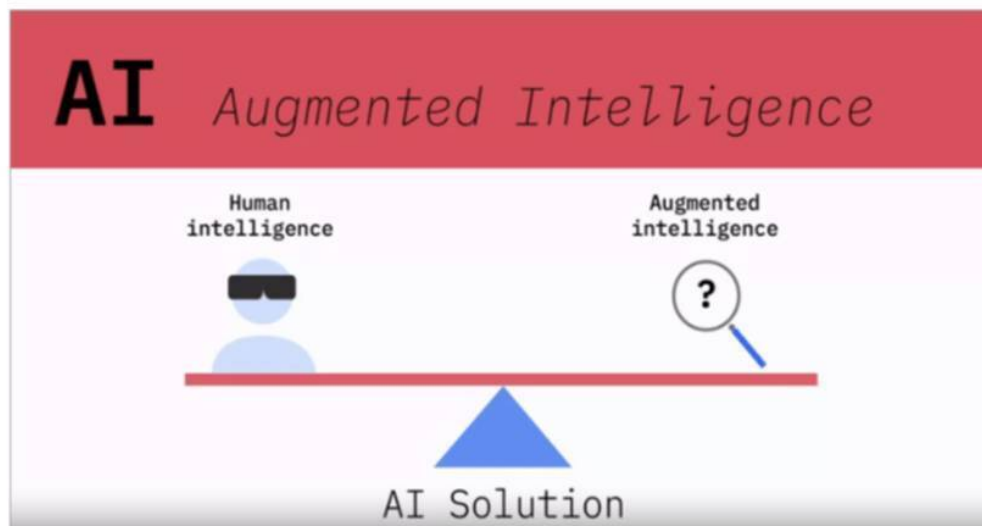 AI Augmented Intelligence
Human
intelligence
Augmented
intelligence
?
AI Solution